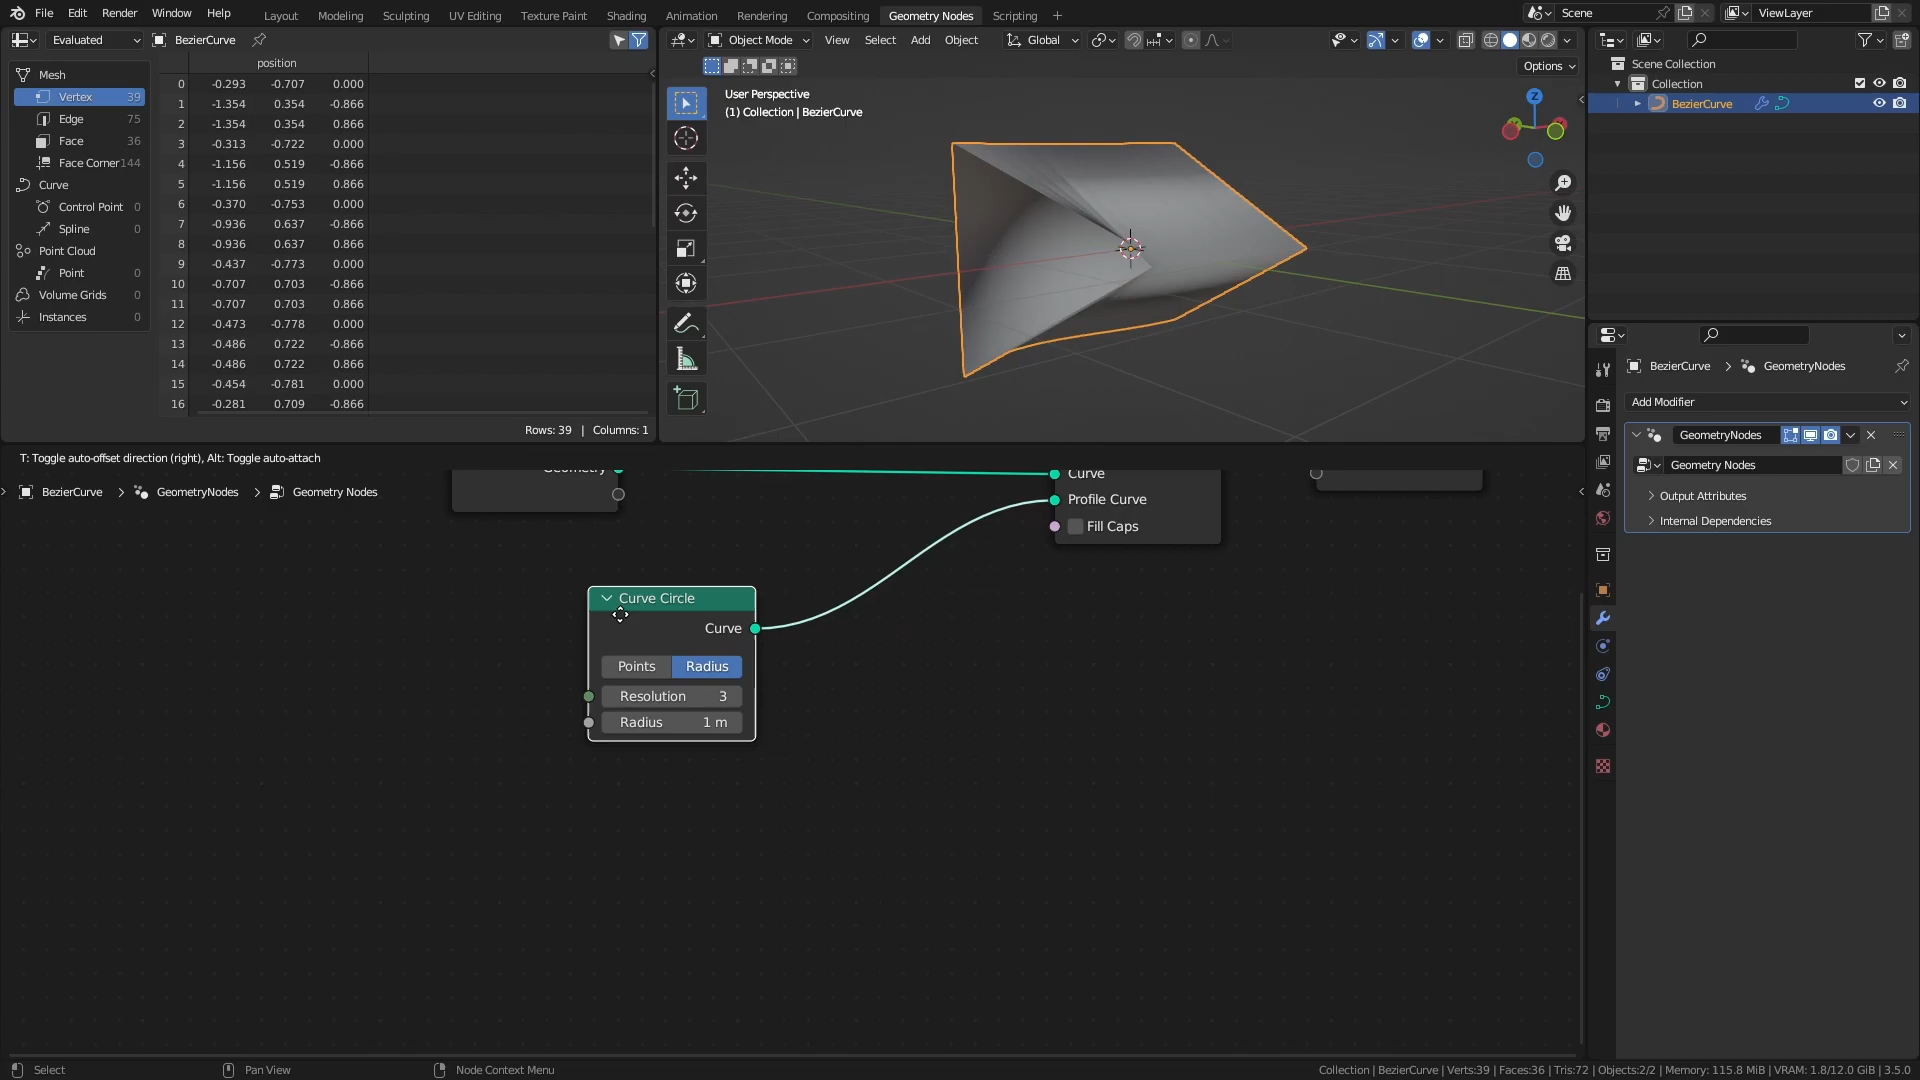 File Edit Render Window Help Layout Modeling Sculpting UV Editing Texture Paint Shading Animation Rendering Compositing Geometry Nodes Scripting + Scene ViewLayer
Evaluated BezierCurve
Object Mode View Select Add Object Global
Options
position
Mesh
Vertex 39
Edge 75
Face 36
Face Corner 144
Curve
Control Point 0
Spline 0
Point Cloud
Point 0
Volume Grids 0
Instances 0
0 -0.293 -0.707 0.000
1 -1.354 0.354 -0.866
2 -1.354 0.354 0.866
3 -0.313 -0.722 0.000
4 -1.156 0.519 -0.866
5 -1.156 0.519 0.866
6 -0.370 -0.753 0.000
7 -0.936 0.637 -0.866
8 -0.936 0.637 0.866
9 -0.437 -0.773 0.000
10 -0.707 0.703 -0.866
11 -0.707 0.703 0.866
12 -0.473 -0.778 0.000
13 -0.486 0.722 -0.866
14 -0.486 0.722 0.866
15 -0.454 -0.781 0.000
16 -0.281 0.709 -0.866
Rows: 39 | Columns: 1
User Perspective
(1) Collection | BezierCurve
Z
Scene Collection
Collection
BezierCurve
BezierCurve > GeometryNodes
Add Modifier
GeometryNodes
Geometry Nodes
Output Attributes
Internal Dependencies
T: Toggle auto-offset direction (right), Alt: Toggle auto-attach
BezierCurve > GeometryNodes > Geometry Nodes
Geometry
Curve
Profile Curve
Fill Caps
Curve Circle
Curve
Points Radius
Resolution 3
Radius 1 m
Select Pan View Node Context Menu
Collection | BezierCurve | Verts:39 | Faces:36 | Tris:72 | Objects:2/2 | Memory: 115.8 MiB | VRAM: 1.8/12.0 GiB | 3.5.0